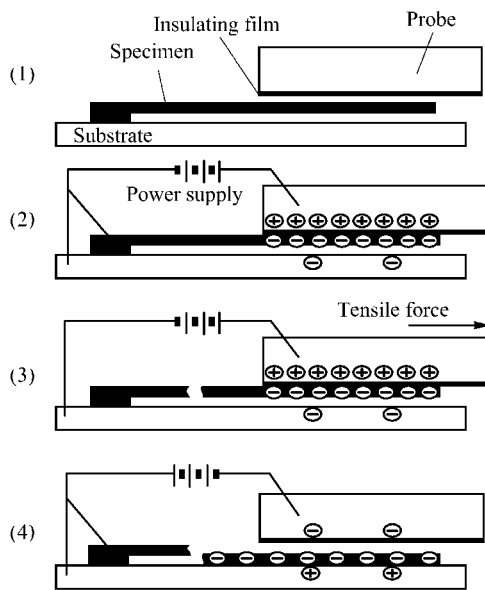 Insulating film
Probe
Specimen
(1)
Substrate
Power supply
(2)
Tensile force
(3)
(4)